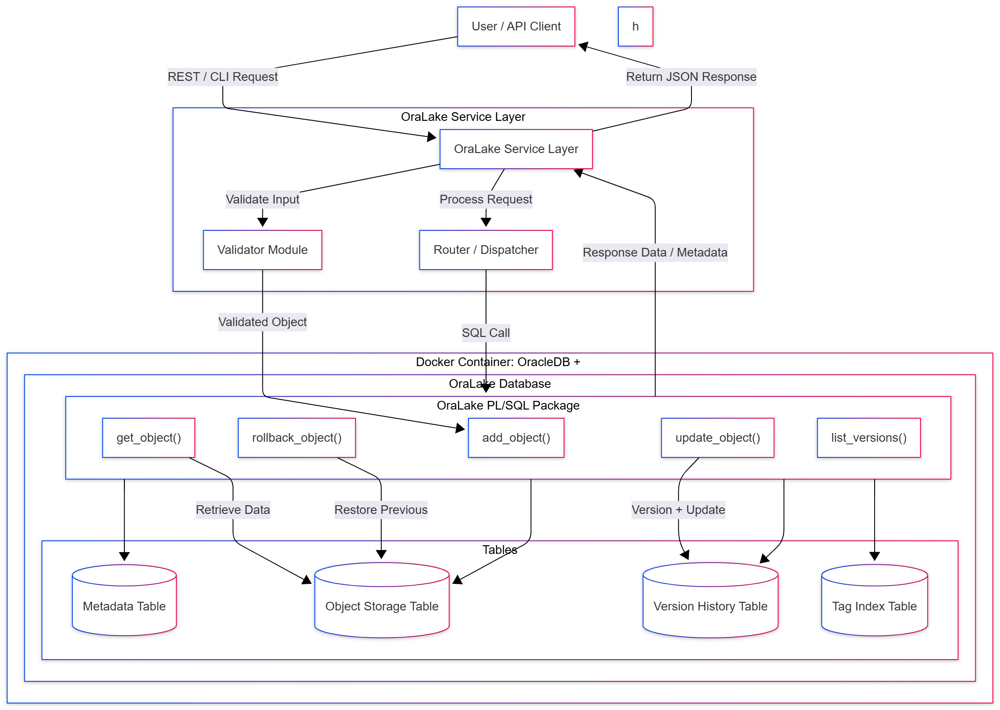 User / API Client
h
REST / CLI Request
Return JSON Response
OraLake Service Layer
OraLake Service Layer
Validate Input
Process Request
Validator Module
Router / Dispatcher
Response Data / Metadata
Validated Object
SQL Call
Docker Container: OracleDB +
OraLake Database
OraLake PL/SQL Package
get_object()
rollback_object()
add_object()
update_object()
list_versions()
Retrieve Data
Restore Previous
Version + Update
Tables
Metadata Table
Object Storage Table
Version History Table
Tag Index Table